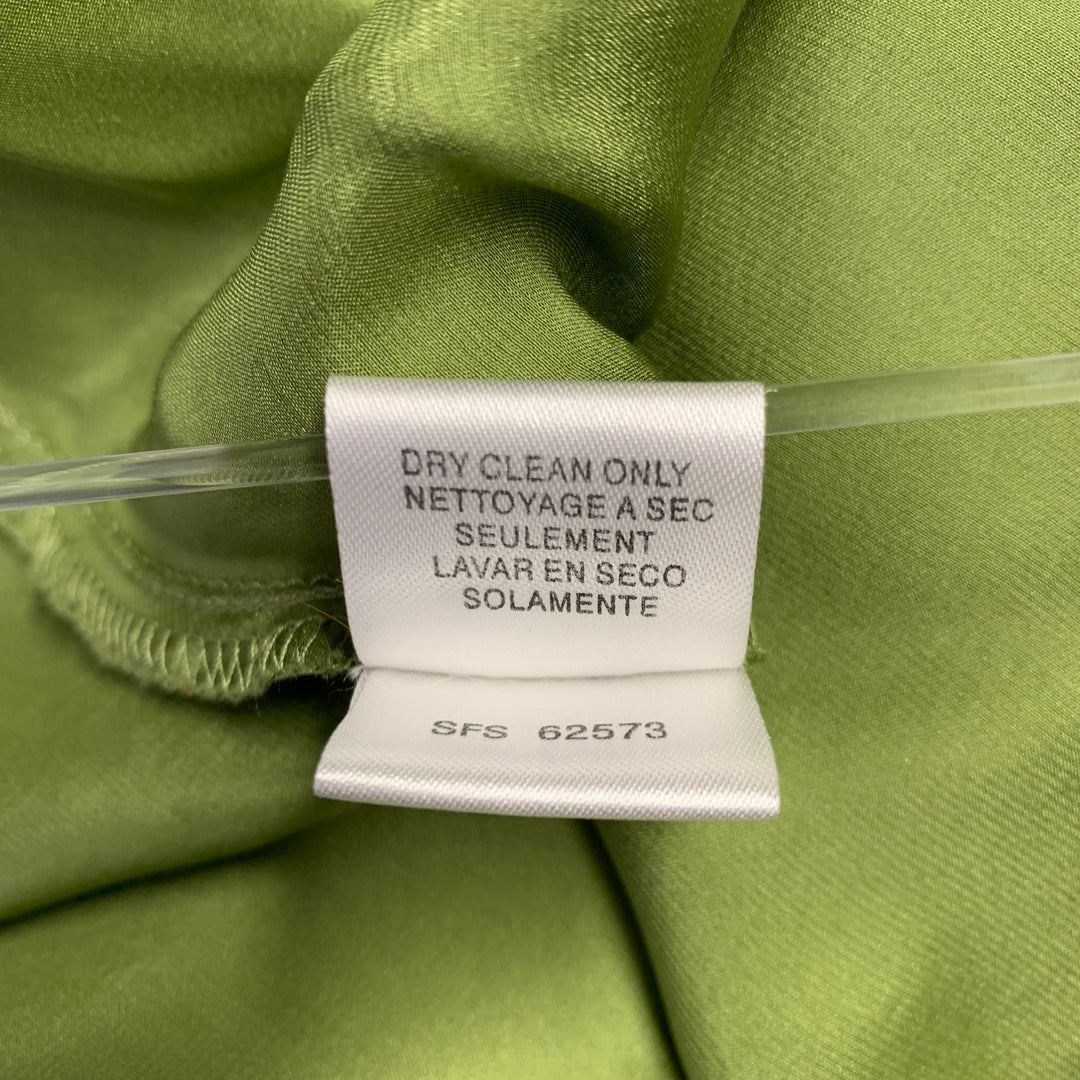 DRY CLEAN ONLY
NETTOYAGE A SEC
SEULEMENT
LAVAR EN SECO
SOLAMENTE
SFS 62573